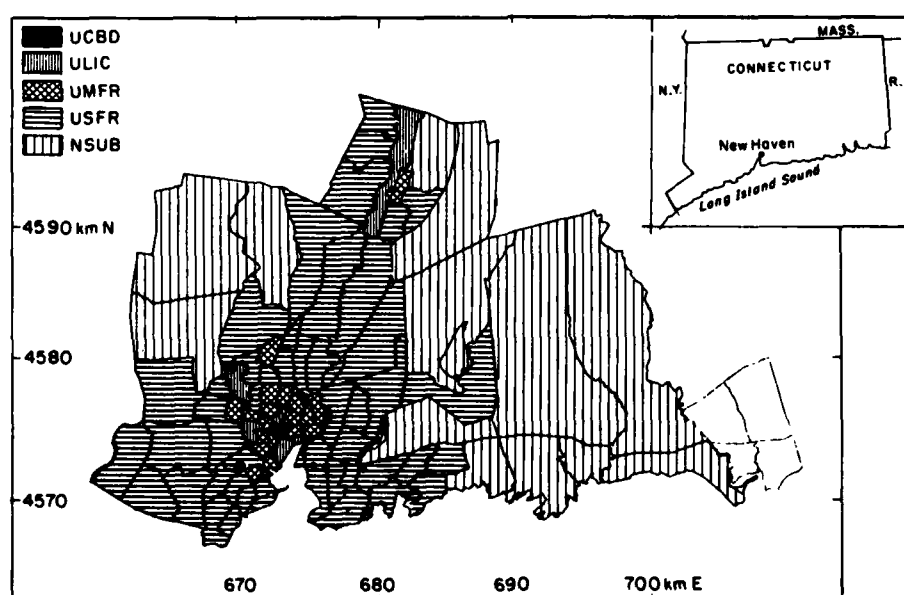 UCBD
ULIC
UMFR
USFR
NSUB
MASS.
CONNECTICUT
N.Y.
R.
New Haven
Long Island Sound
4590 km N
4580
4570
670
680
690
700 km E